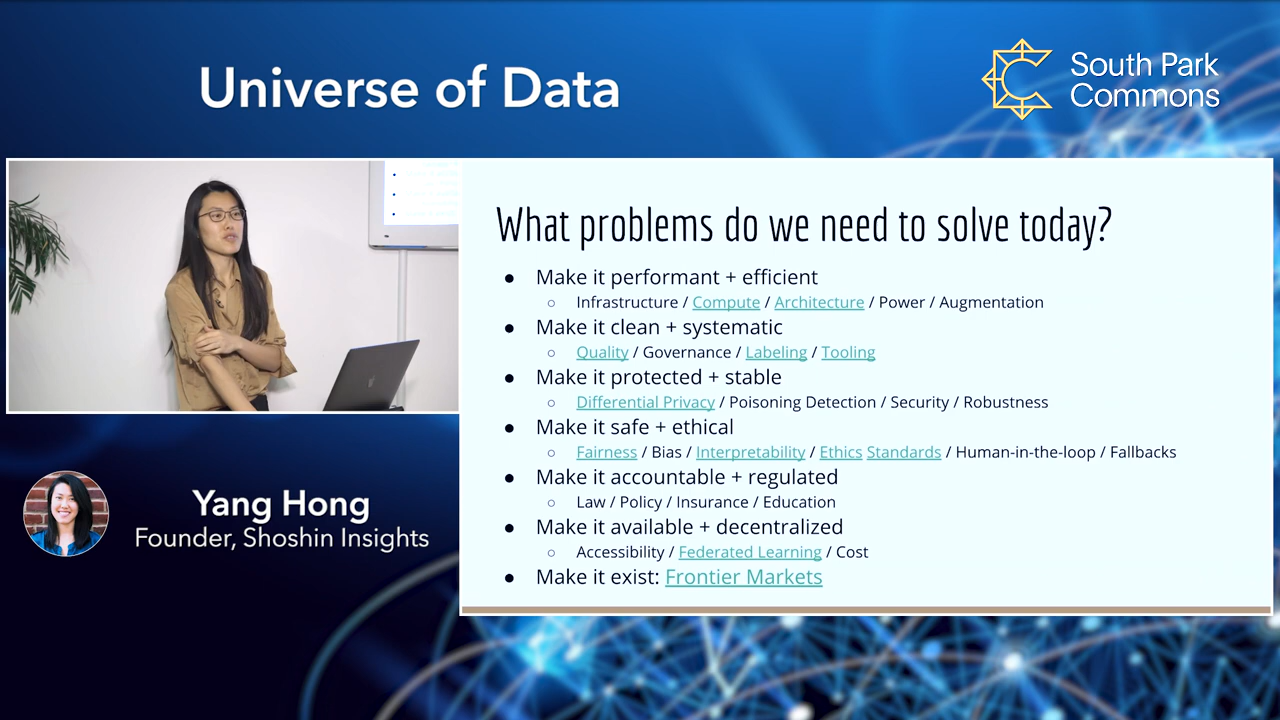 Universe of Data
South Park
Commons
What problems do we need to solve today?
● Make it performant + efficient
○ Infrastructure / Compute / Architecture / Power / Augmentation
● Make it clean + systematic
○ Quality / Governance / Labeling / Tooling
● Make it protected + stable
○ Differential Privacy / Poisoning Detection / Security / Robustness
● Make it safe + ethical
○ Fairness / Bias / Interpretability / Ethics Standards / Human-in-the-loop / Fallbacks
● Make it accountable + regulated
○ Law / Policy / Insurance / Education
● Make it available + decentralized
○ Accessibility / Federated Learning / Cost
● Make it exist: Frontier Markets
Yang Hong
Founder, Shoshin Insights